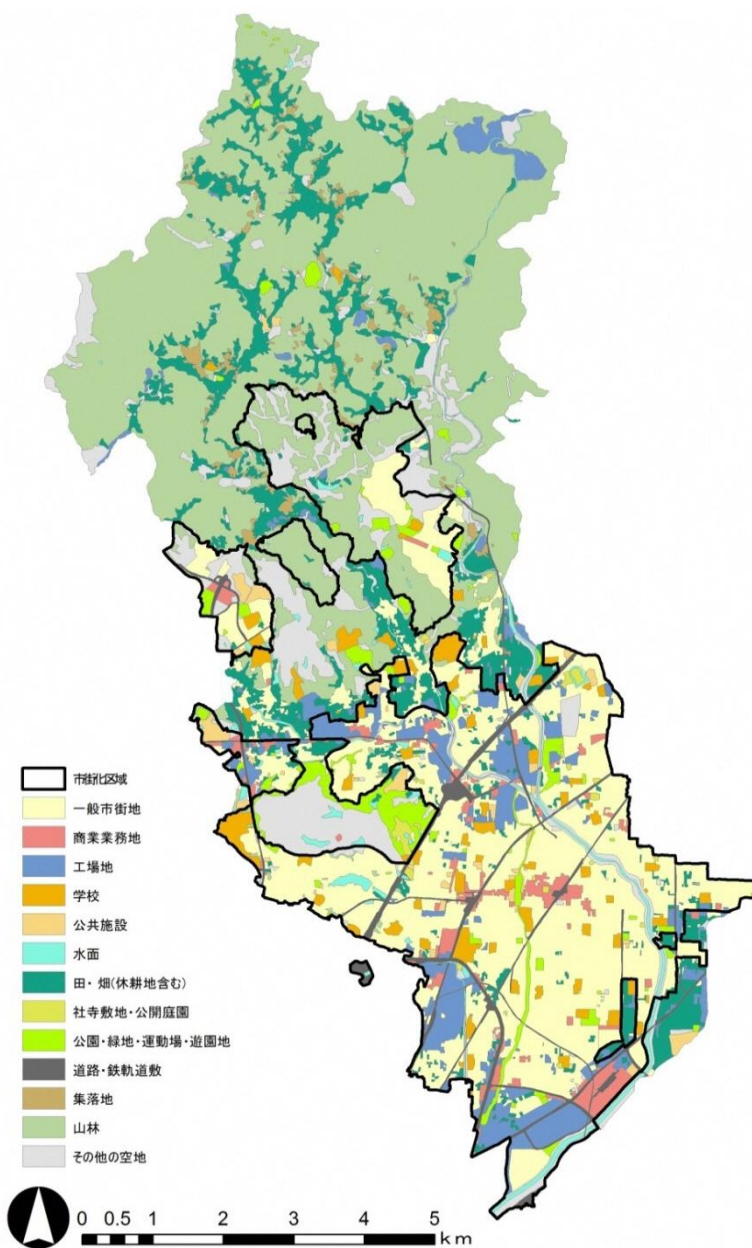 市街化区域
一般市街地
商業業務地
工場地
学校
公共施設
水面
田・畑(休耕地含む)
社寺敷地・公開庭園
公園・緑地・運動場・遊園地
道路・鉄軌道敷
集落地
山林
その他の空地
0 0.5 1 2 3 4 5
km